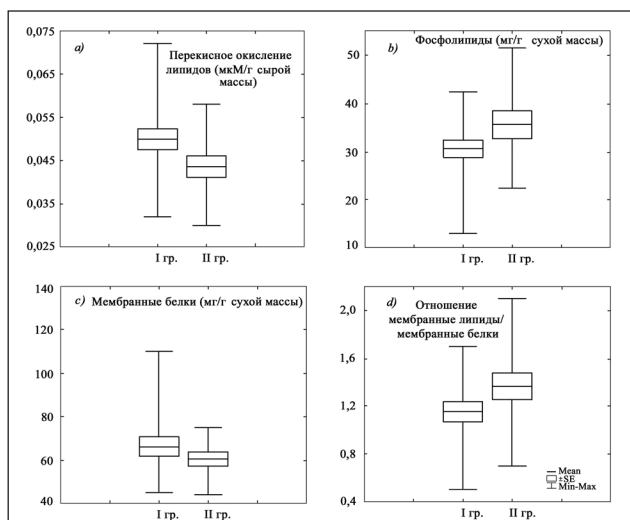 a)
Перекисное окисление
липидов (мкМ/г сырой
массы)
0,075
0,065
0,055
0,045
0,035
0,025
I гр.
II гр.
b)
Фосфолипиды (мг/г сухой массы)
50
40
30
20
10
I гр.
II гр.
c)
Мембранные белки (мг/г сухой массы)
140
120
100
80
60
40
I гр.
II гр.
d)
Отношение
мембранные липиды/
мембранные белки
2,0
1,6
1,2
0,8
0,4
I гр.
II гр.
Mean
±SE
Min-Max